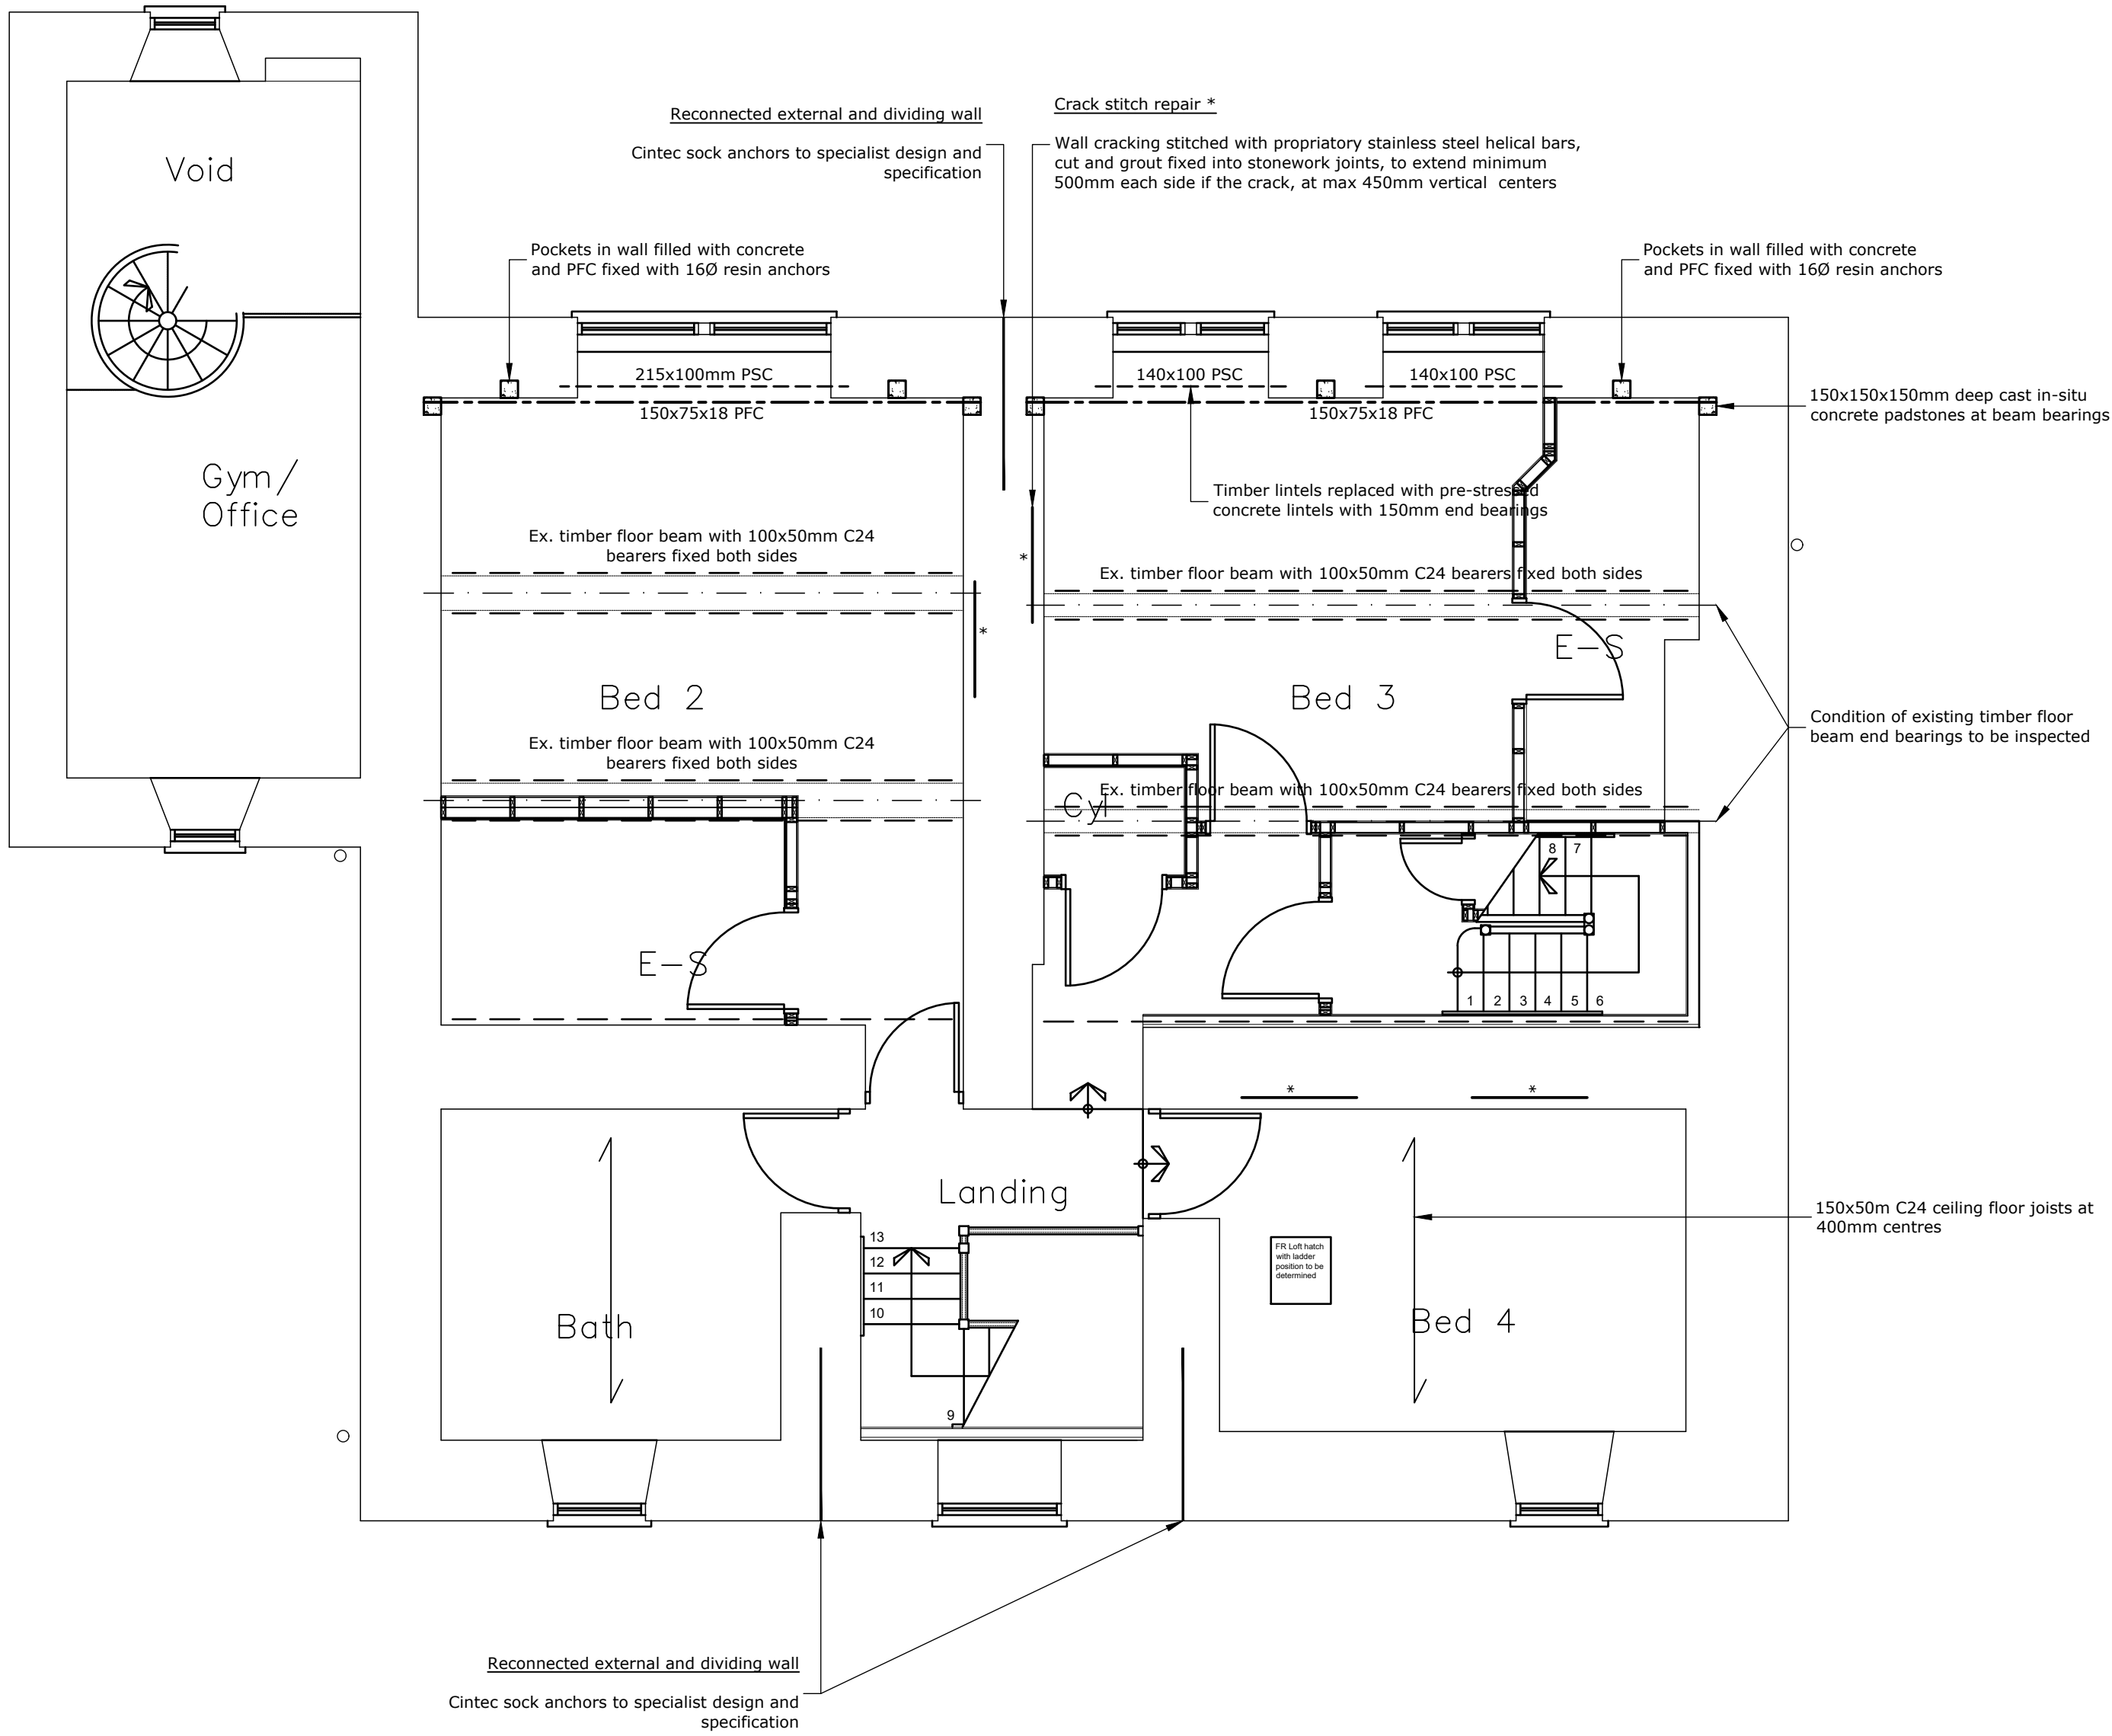 Reconnected external and dividing wall
Cintec sock anchors to specialist design and
specification
Crack stitch repair *
Wall cracking stitched with propriatory stainless steel helical bars,
cut and grout fixed into stonework joints, to extend minimum
500mm each side if the crack, at max 450mm vertical centers
Void
Pockets in wall filled with concrete
and PFC fixed with 16Ø resin anchors
Pockets in wall filled with concrete
and PFC fixed with 16Ø resin anchors
215x100mm PSC
140x100 PSC
140x100 PSC
150x75x18 PFC
150x75x18 PFC
150x150x150mm deep cast in-situ
concrete padstones at beam bearings
Gym/
Office
Timber lintels replaced with pre-stressed
concrete lintels with 150mm end bearings
Ex. timber floor beam with 100x50mm C24
bearers fixed both sides
*
Ex. timber floor beam with 100x50mm C24 bearers fixed both sides
*
E-S
Bed 2
Bed 3
Condition of existing timber floor
beam end bearings to be inspected
Ex. timber floor beam with 100x50mm C24
bearers fixed both sides
Ex. timber floor beam with 100x50mm C24 bearers fixed both sides
Cyl
8 7
E-S
1 2 3 4 5 6
*
*
Landing
150x50m C24 ceiling floor joists at
400mm centres
13
12
11
10
9
FR Loft hatch
with ladder
position to be
determined
Bath
Bed 4
Reconnected external and dividing wall
Cintec sock anchors to specialist design and
specification